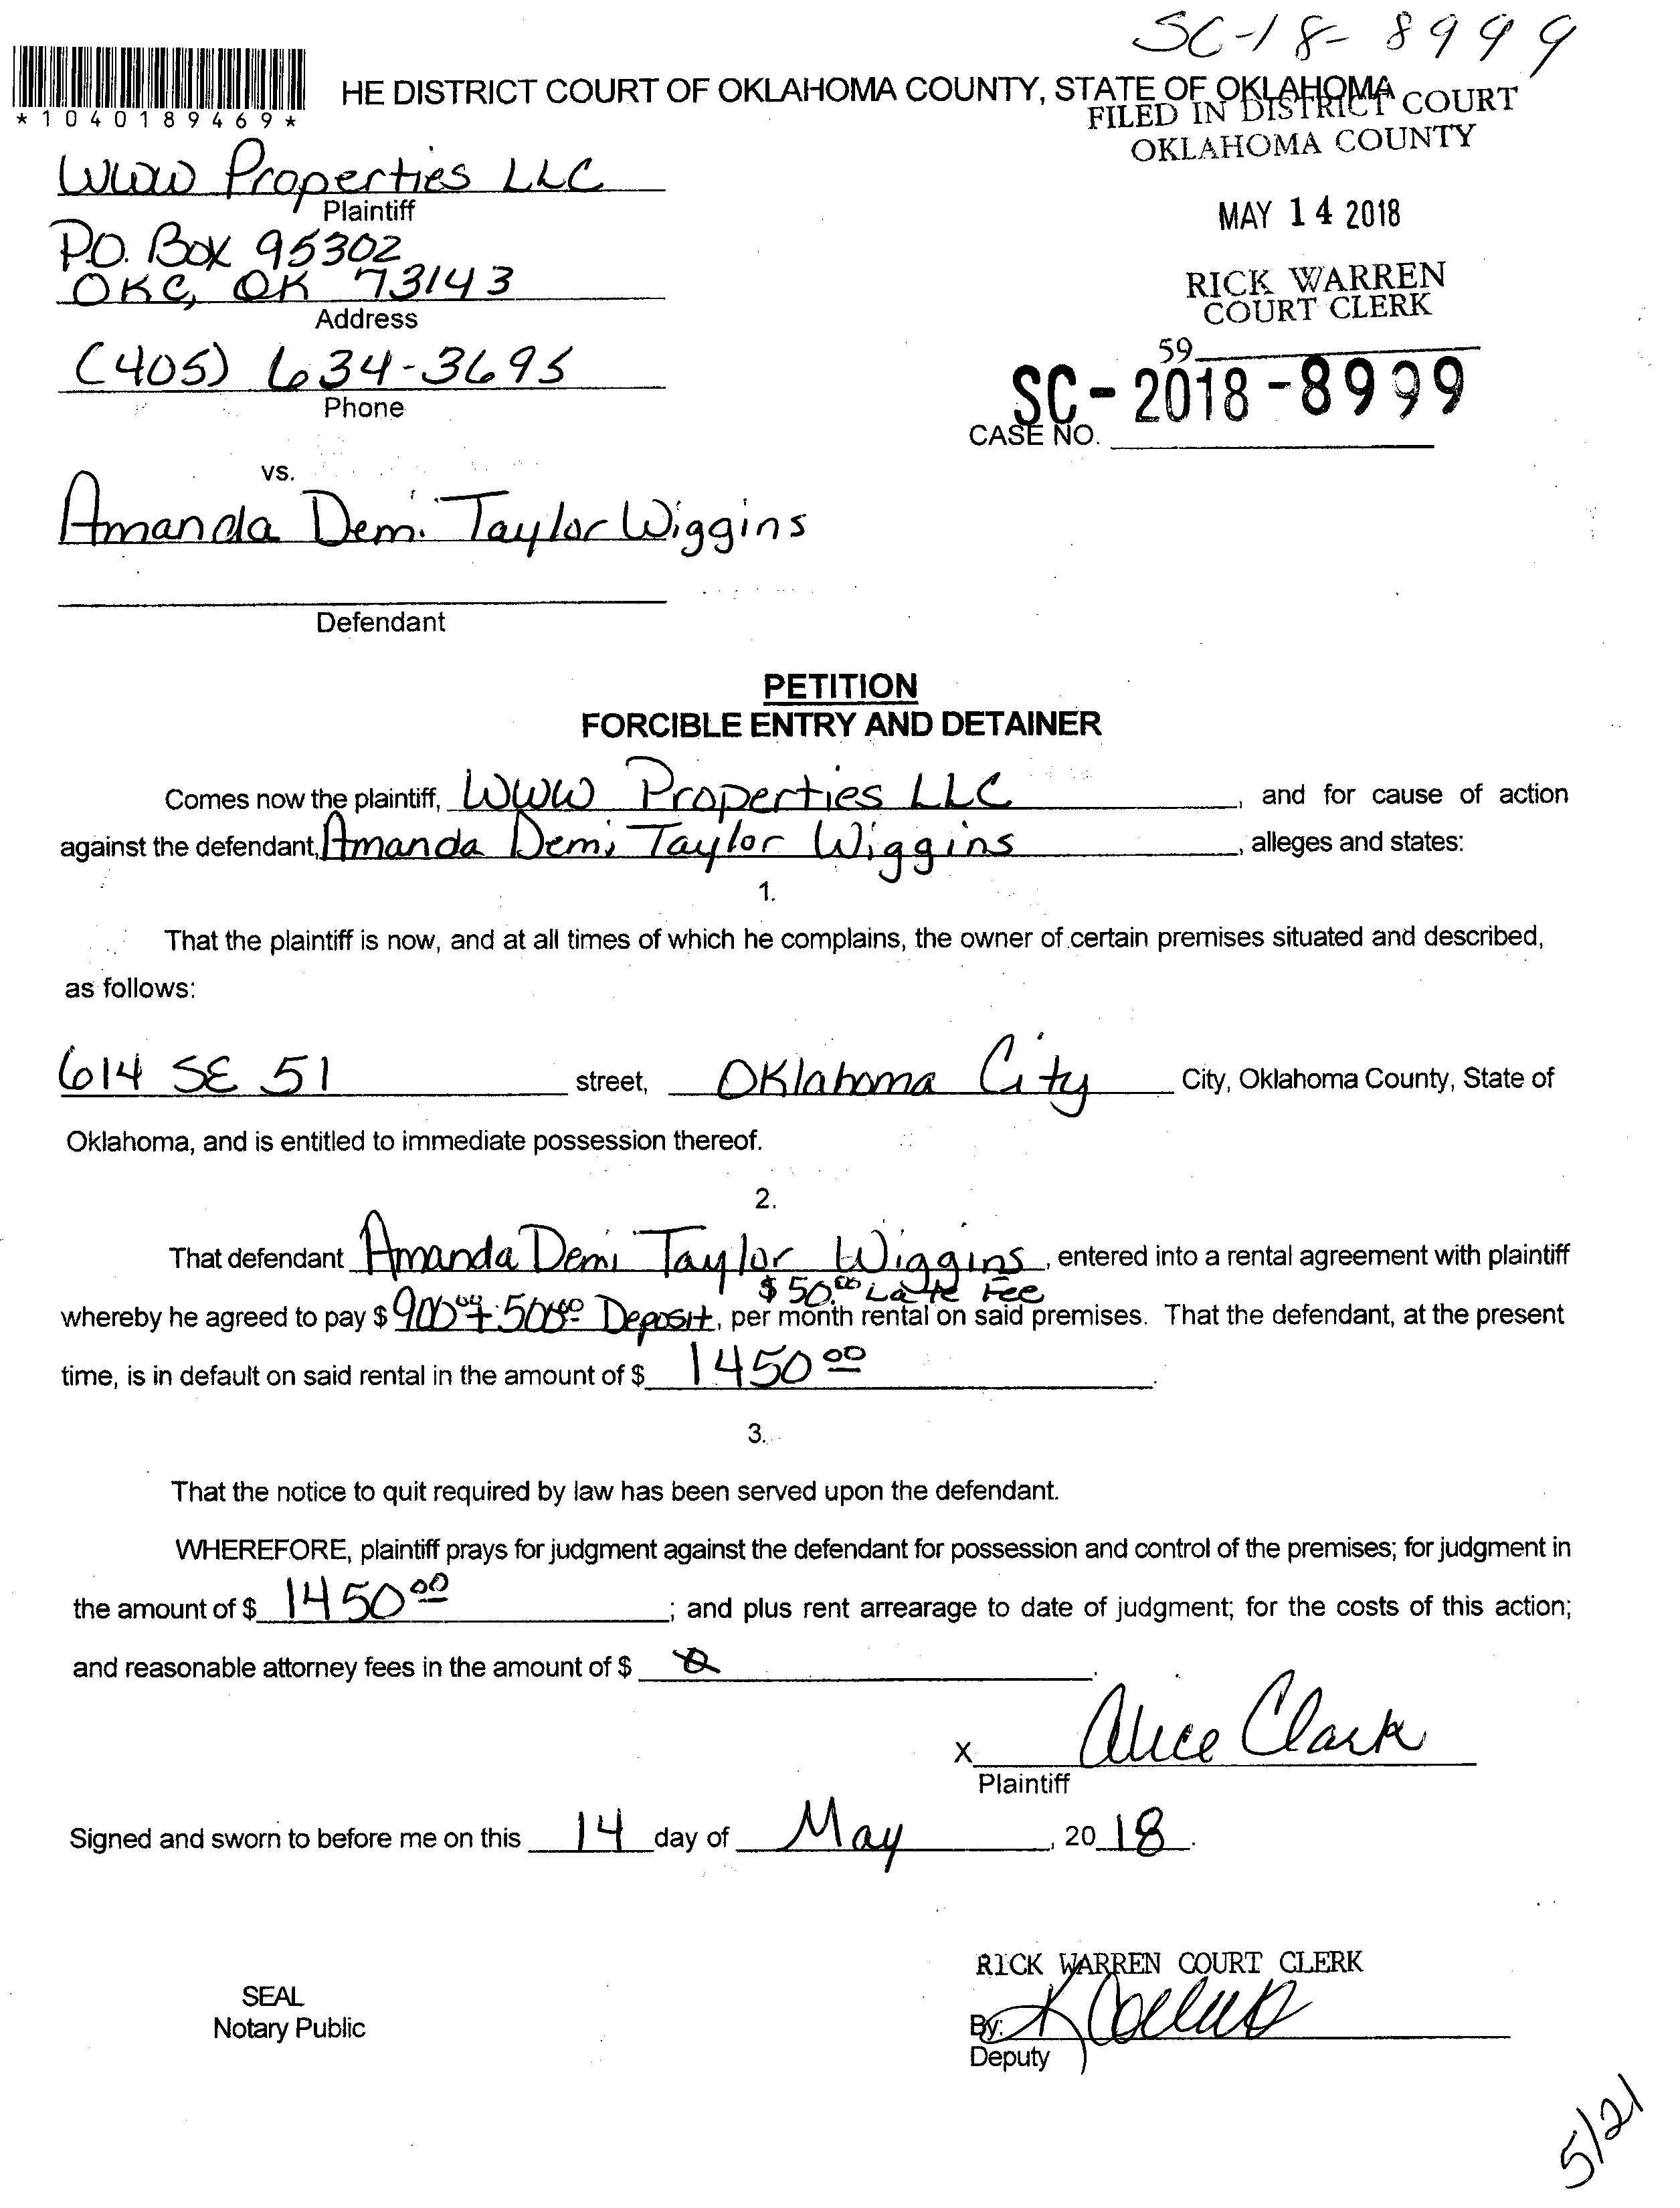 SC-18-8999
*1040189469*
HE DISTRICT COURT OF OKLAHOMA COUNTY, STATE OF OKLAHOMA
FILED IN DISTRICT COURT
OKLAHOMA COUNTY
WWW Properties LLC
Plaintiff
MAY 14 2018
P.O. Box 95302
OKC, OK 73143
Address
RICK WARREN
COURT CLERK
(405) 634-3695
Phone
59
SC-2018-8999
CASE NO.
vs.
Amanda Demi Taylor Wiggins
Defendant
PETITION
FORCIBLE ENTRY AND DETAINER
Comes now the plaintiff, WWW Properties LLC, and for cause of action
against the defendant, Amanda Demi Taylor Wiggins, alleges and states:
1.
That the plaintiff is now, and at all times of which he complains, the owner of certain premises situated and described,
as follows:
614 SE 51 street, Oklahoma City City, Oklahoma County, State of
Oklahoma, and is entitled to immediate possession thereof.
2.
That defendant Amanda Demi Taylor Wiggins, entered into a rental agreement with plaintiff
$50.00 Late Fee
whereby he agreed to pay $ 900 00 + 500 00 Deposit, per month rental on said premises. That the defendant, at the present
time, is in default on said rental in the amount of $ 1450 00.
3.
That the notice to quit required by law has been served upon the defendant.
WHEREFORE, plaintiff prays for judgment against the defendant for possession and control of the premises; for judgment in
the amount of $ 1450 00; and plus rent arrearage to date of judgment; for the costs of this action;
and reasonable attorney fees in the amount of $ 0.
X Alice Clark
Plaintiff
Signed and sworn to before me on this 14 day of May, 2018.
RICK WARREN COURT CLERK
SEAL
Notary Public
By: K
Deputy
5/21